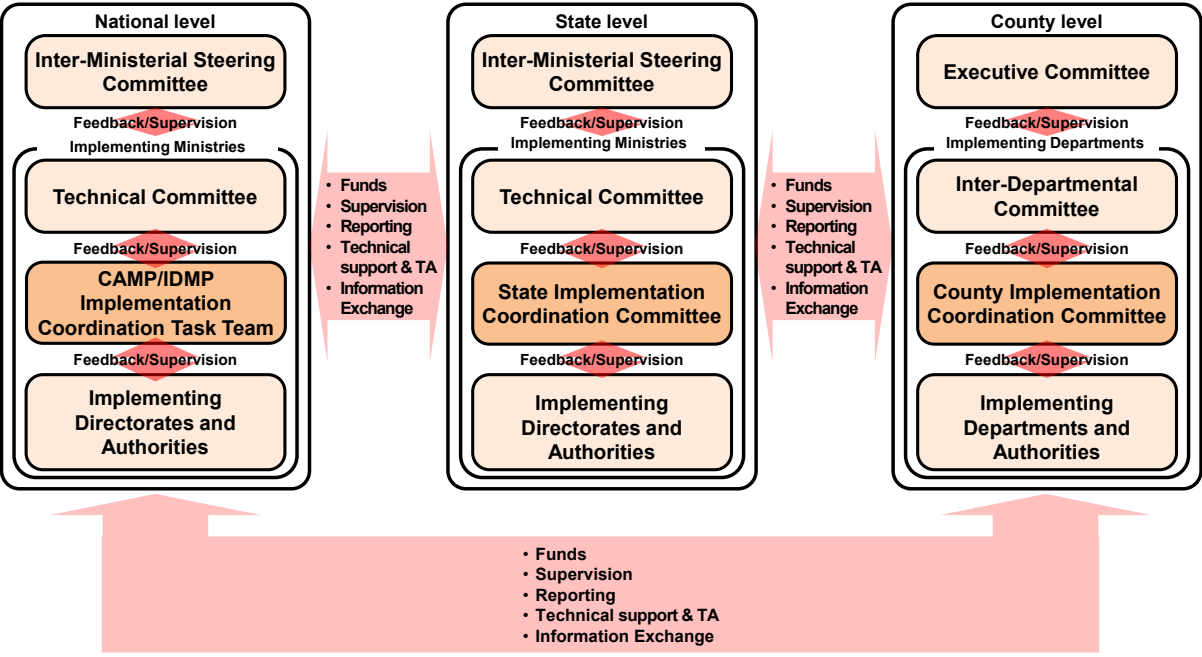 National level
Inter-Ministerial Steering
Committee
Feedback/Supervision
Implementing Ministries
Technical Committee
Feedback/Supervision
CAMP/IDMP
Implementation
Coordination Task Team
Feedback/Supervision
Implementing
Directorates and
Authorities
• Funds
• Supervision
• Reporting
• Technical
support & TA
• Information
Exchange
State level
Inter-Ministerial Steering
Committee
Feedback/Supervision
Implementing Ministries
Technical Committee
Feedback/Supervision
State Implementation
Coordination Committee
Feedback/Supervision
Implementing
Directorates and
Authorities
• Funds
• Supervision
• Reporting
• Technical
support & TA
• Information
Exchange
County level
Executive Committee
Feedback/Supervision
Implementing Departments
Inter-Departmental
Committee
Feedback/Supervision
County Implementation
Coordination Committee
Feedback/Supervision
Implementing
Departments and
Authorities
• Funds
• Supervision
• Reporting
• Technical support & TA
• Information Exchange